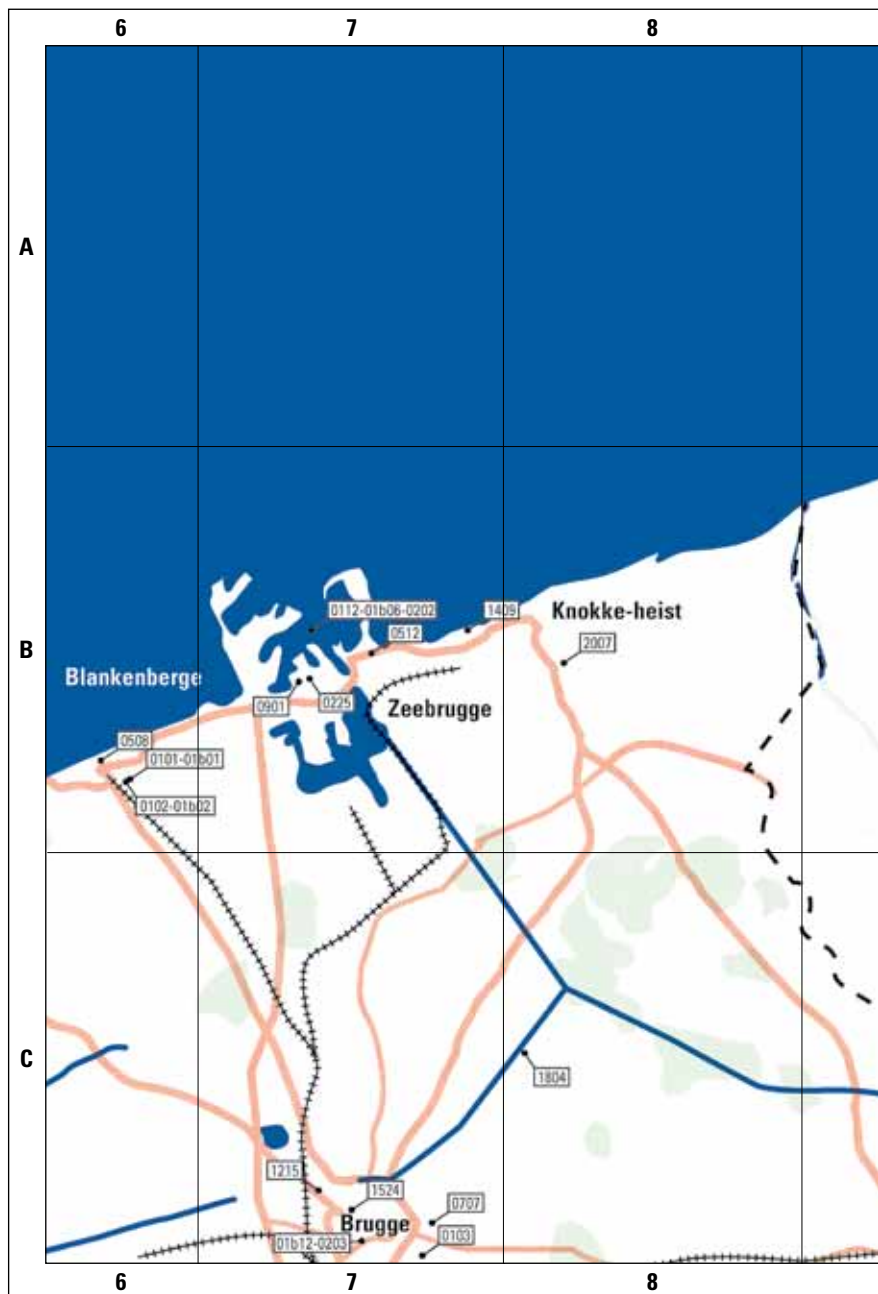 6 7 8
A
0112-01b06-0202
1409
Knokke-heist
0512
B
2007
Blankenberge
0901
0225
Zeebrugge
0508
0101-01b01
0102-01b02
C
1804
1215
1524
0707
Brugge
01b12-0203
0103
6 7 8